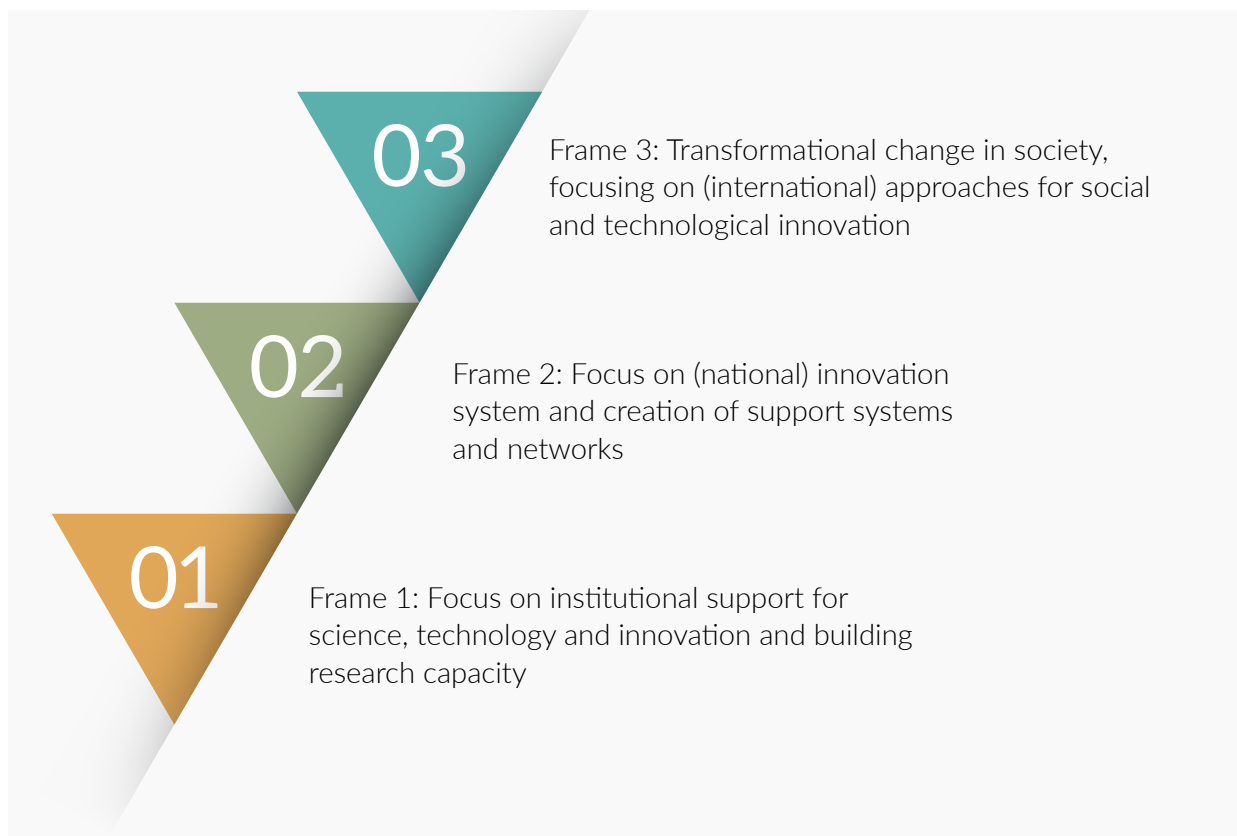 03
Frame 3: Transformational change in society,
focusing on (international) approaches for social
and technological innovation
02
Frame 2: Focus on (national) innovation
system and creation of support systems
and networks
01
Frame 1: Focus on institutional support for
science, technology and innovation and building
research capacity